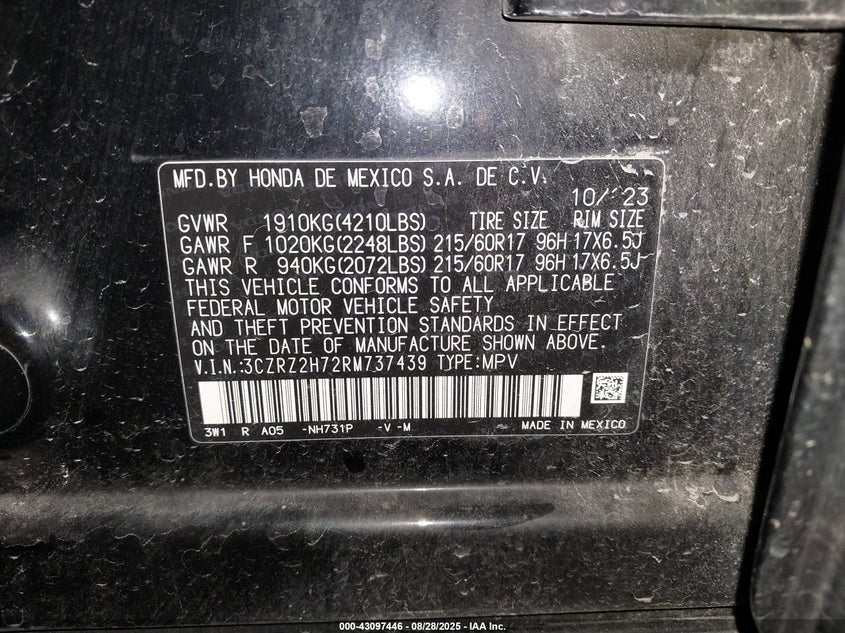 MFD.BY HONDA DE MEXICO S.A. DE C.V.
10/'23
GVWR 1910KG(4210LBS) TIRE SIZE RIM SIZE
GAWR F 1020KG(2248LBS) 215/60R17 96H 17X6.5J
GAWR R 940KG(2072LBS) 215/60R17 96H 17X6.5J
THIS VEHICLE CONFORMS TO ALL APPLICABLE
FEDERAL MOTOR VEHICLE SAFETY
AND THEFT PREVENTION STANDARDS IN EFFECT
ON THE DATE OF MANUFACTURE SHOWN ABOVE.
V.I.N.:3CZRZ2H72RM737439 TYPE:MPV
3W1 R A05 -NH731P -V -M MADE IN MEXICO
000-43097446 - 08/28/2025 - IAA Inc.